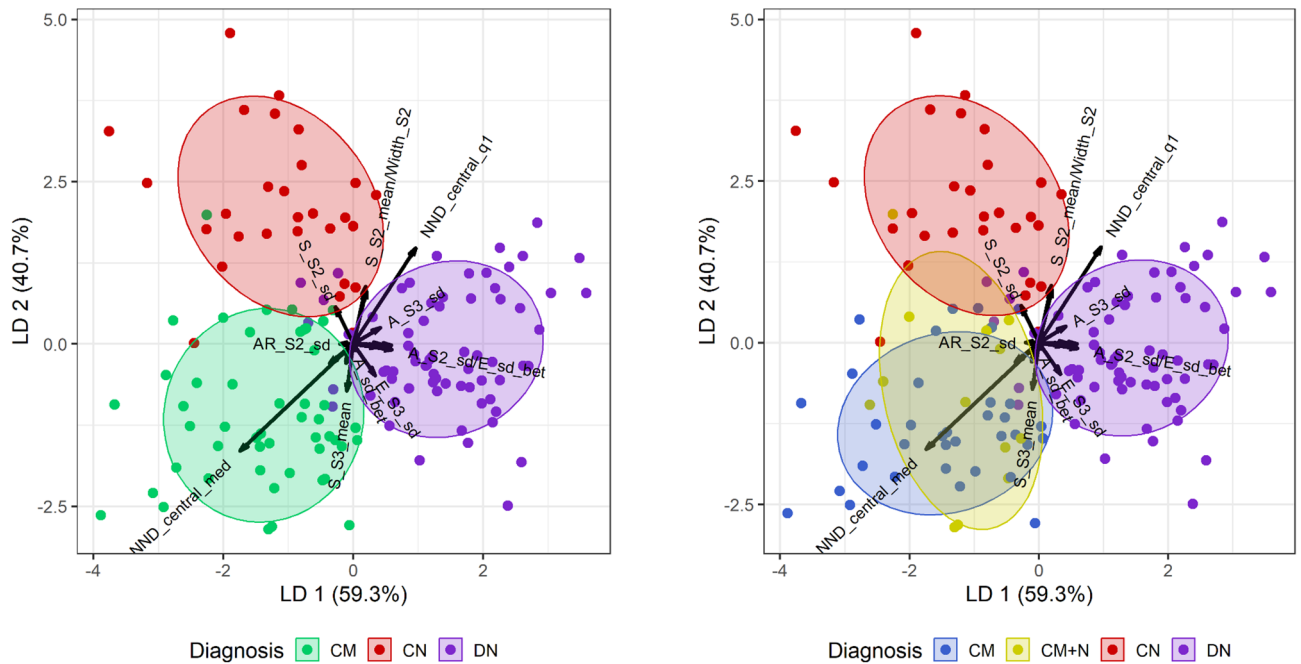 5.0
2.5
0.0
-2.5
LD 2 (40.7%)
-4
-2
0
2
LD 1 (59.3%)
S_S2_sd
S_S2_mean/Width_S2
NND_central_q1
A_S3_sd
AR_S2_sd
A_S2_sd/E_sd_bet
A_sd_bet
E_S3_sd
S_S3_mean
NND_central_med
Diagnosis CM CN DN
5.0
2.5
0.0
-2.5
LD 2 (40.7%)
-4
-2
0
2
LD 1 (59.3%)
S_S2_sd
S_S2_mean/Width_S2
NND_central_q1
A_S3_sd
AR_S2_sd
A_S2_sd/E_sd_bet
A_sd_bet
E_S3_sd
S_S3_mean
NND_central_med
Diagnosis CM CM+N CN DN